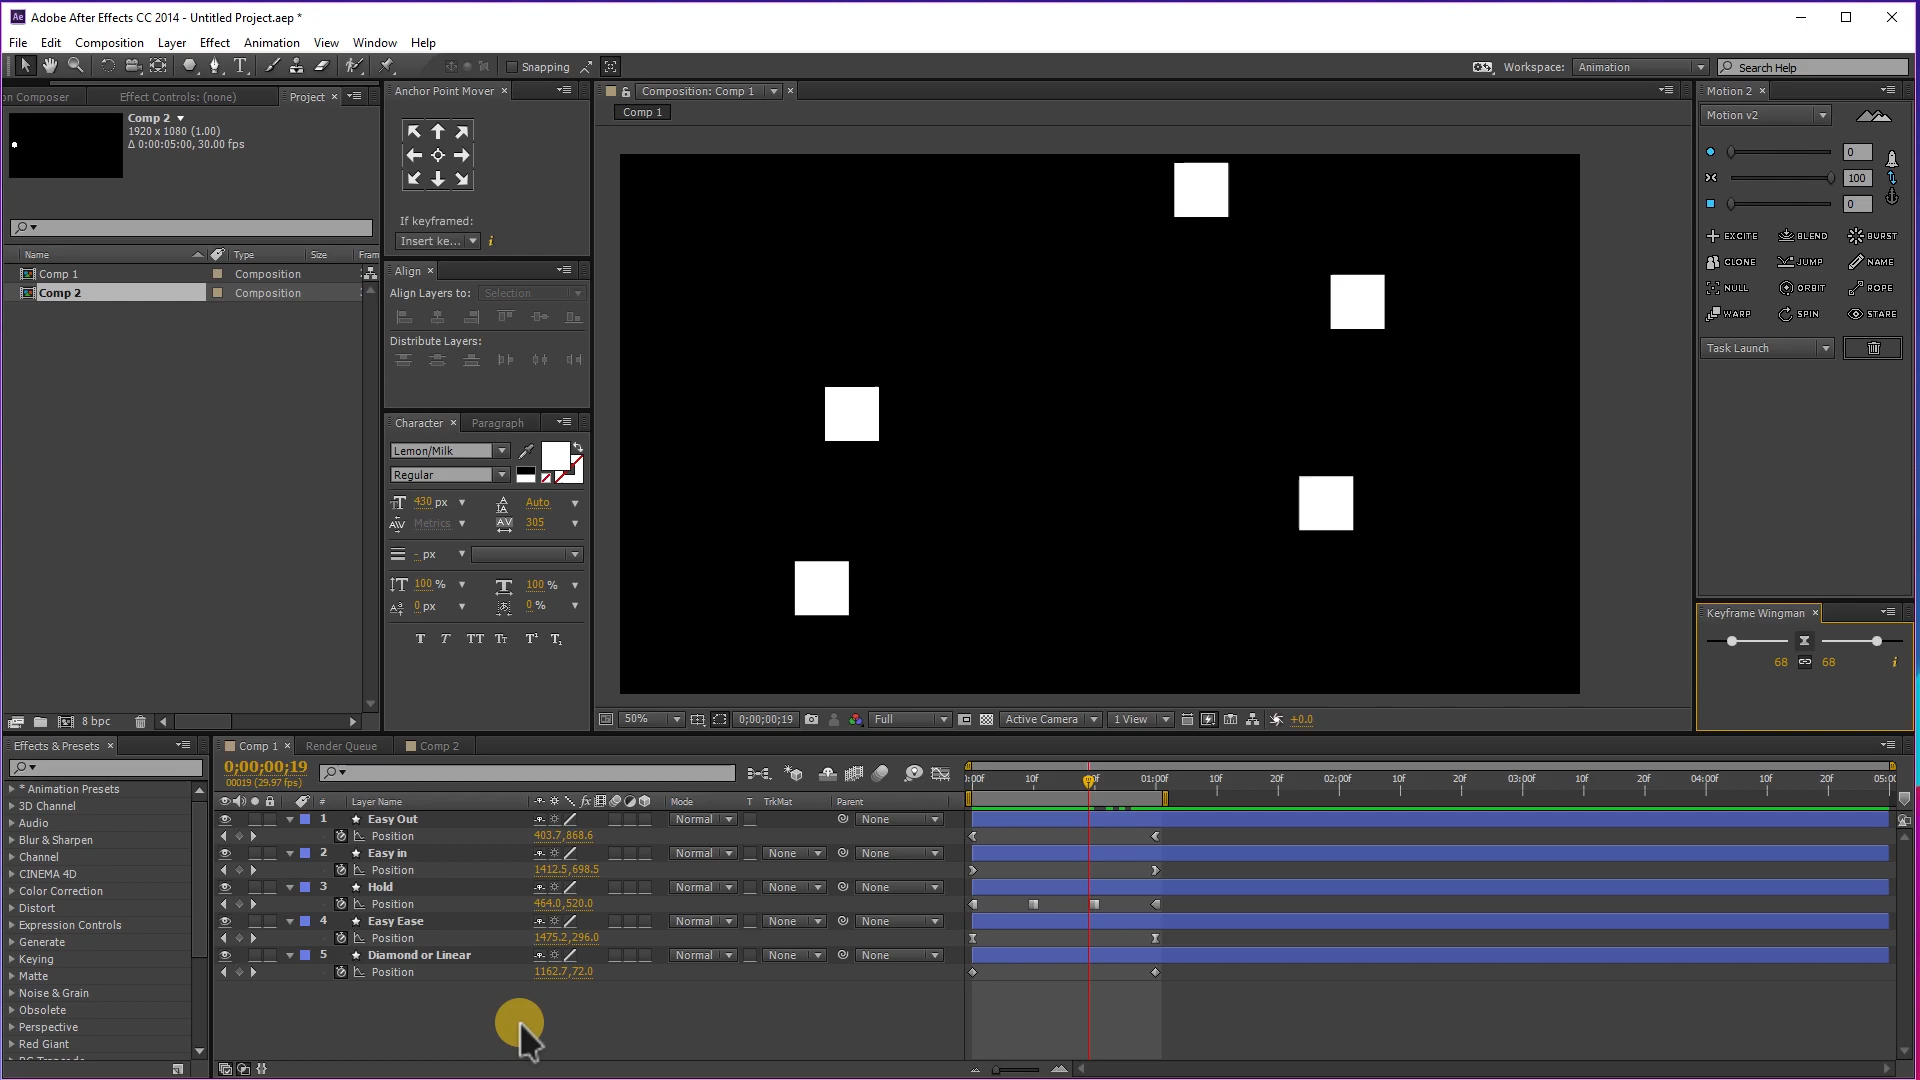 Adobe After Effects CC 2014 - Untitled Project.aep *
File Edit Composition Layer Effect Animation View Window Help
Snapping
Workspace: Animation
Search Help
on Composer Effect Controls: (none) Project
Comp 2
1920 x 1080 (1.00)
Δ 0:00:05:00, 30.00 fps
Name Type Size Fram
Comp 1 Composition
Comp 2 Composition
8 bpc
Anchor Point Mover
If keyframed:
Insert ke...
Align
Align Layers to: Selection
Distribute Layers:
Character Paragraph
Lemon/Milk
Regular
430 px Auto
Metrics 305
- px
100 % 100 %
0 px 0 %
T T TT Tt T¹ T₁
Composition: Comp 1
Comp 1
50% 0;00;00;19 Full Active Camera 1 View +0.0
Motion 2
Motion v2
0
100
0
EXCITE BLEND BURST
CLONE JUMP NAME
NULL ORBIT ROPE
WARP SPIN STARE
Task Launch
Keyframe Wingman
68 68
Effects & Presets
* Animation Presets
3D Channel
Audio
Blur & Sharpen
Channel
CINEMA 4D
Color Correction
Distort
Expression Controls
Generate
Keying
Matte
Noise & Grain
Obsolete
Perspective
Red Giant
Comp 1 Render Queue Comp 2
0;00;00;19
00019 (29.97 fps)
# Layer Name Mode T TrkMat Parent
1 Easy Out Normal None
Position 403.7,868.6
2 Easy in Normal None None
Position 1412.5,698.5
3 Hold Normal None None
Position 464.0,520.0
4 Easy Ease Normal None None
Position 1475.2,296.0
5 Diamond or Linear Normal None None
Position 1162.7,72.0
):00f 10f 01:00f 10f 20f 02:00f 10f 20f 03:00f 10f 20f 04:00f 10f 20f 05:00